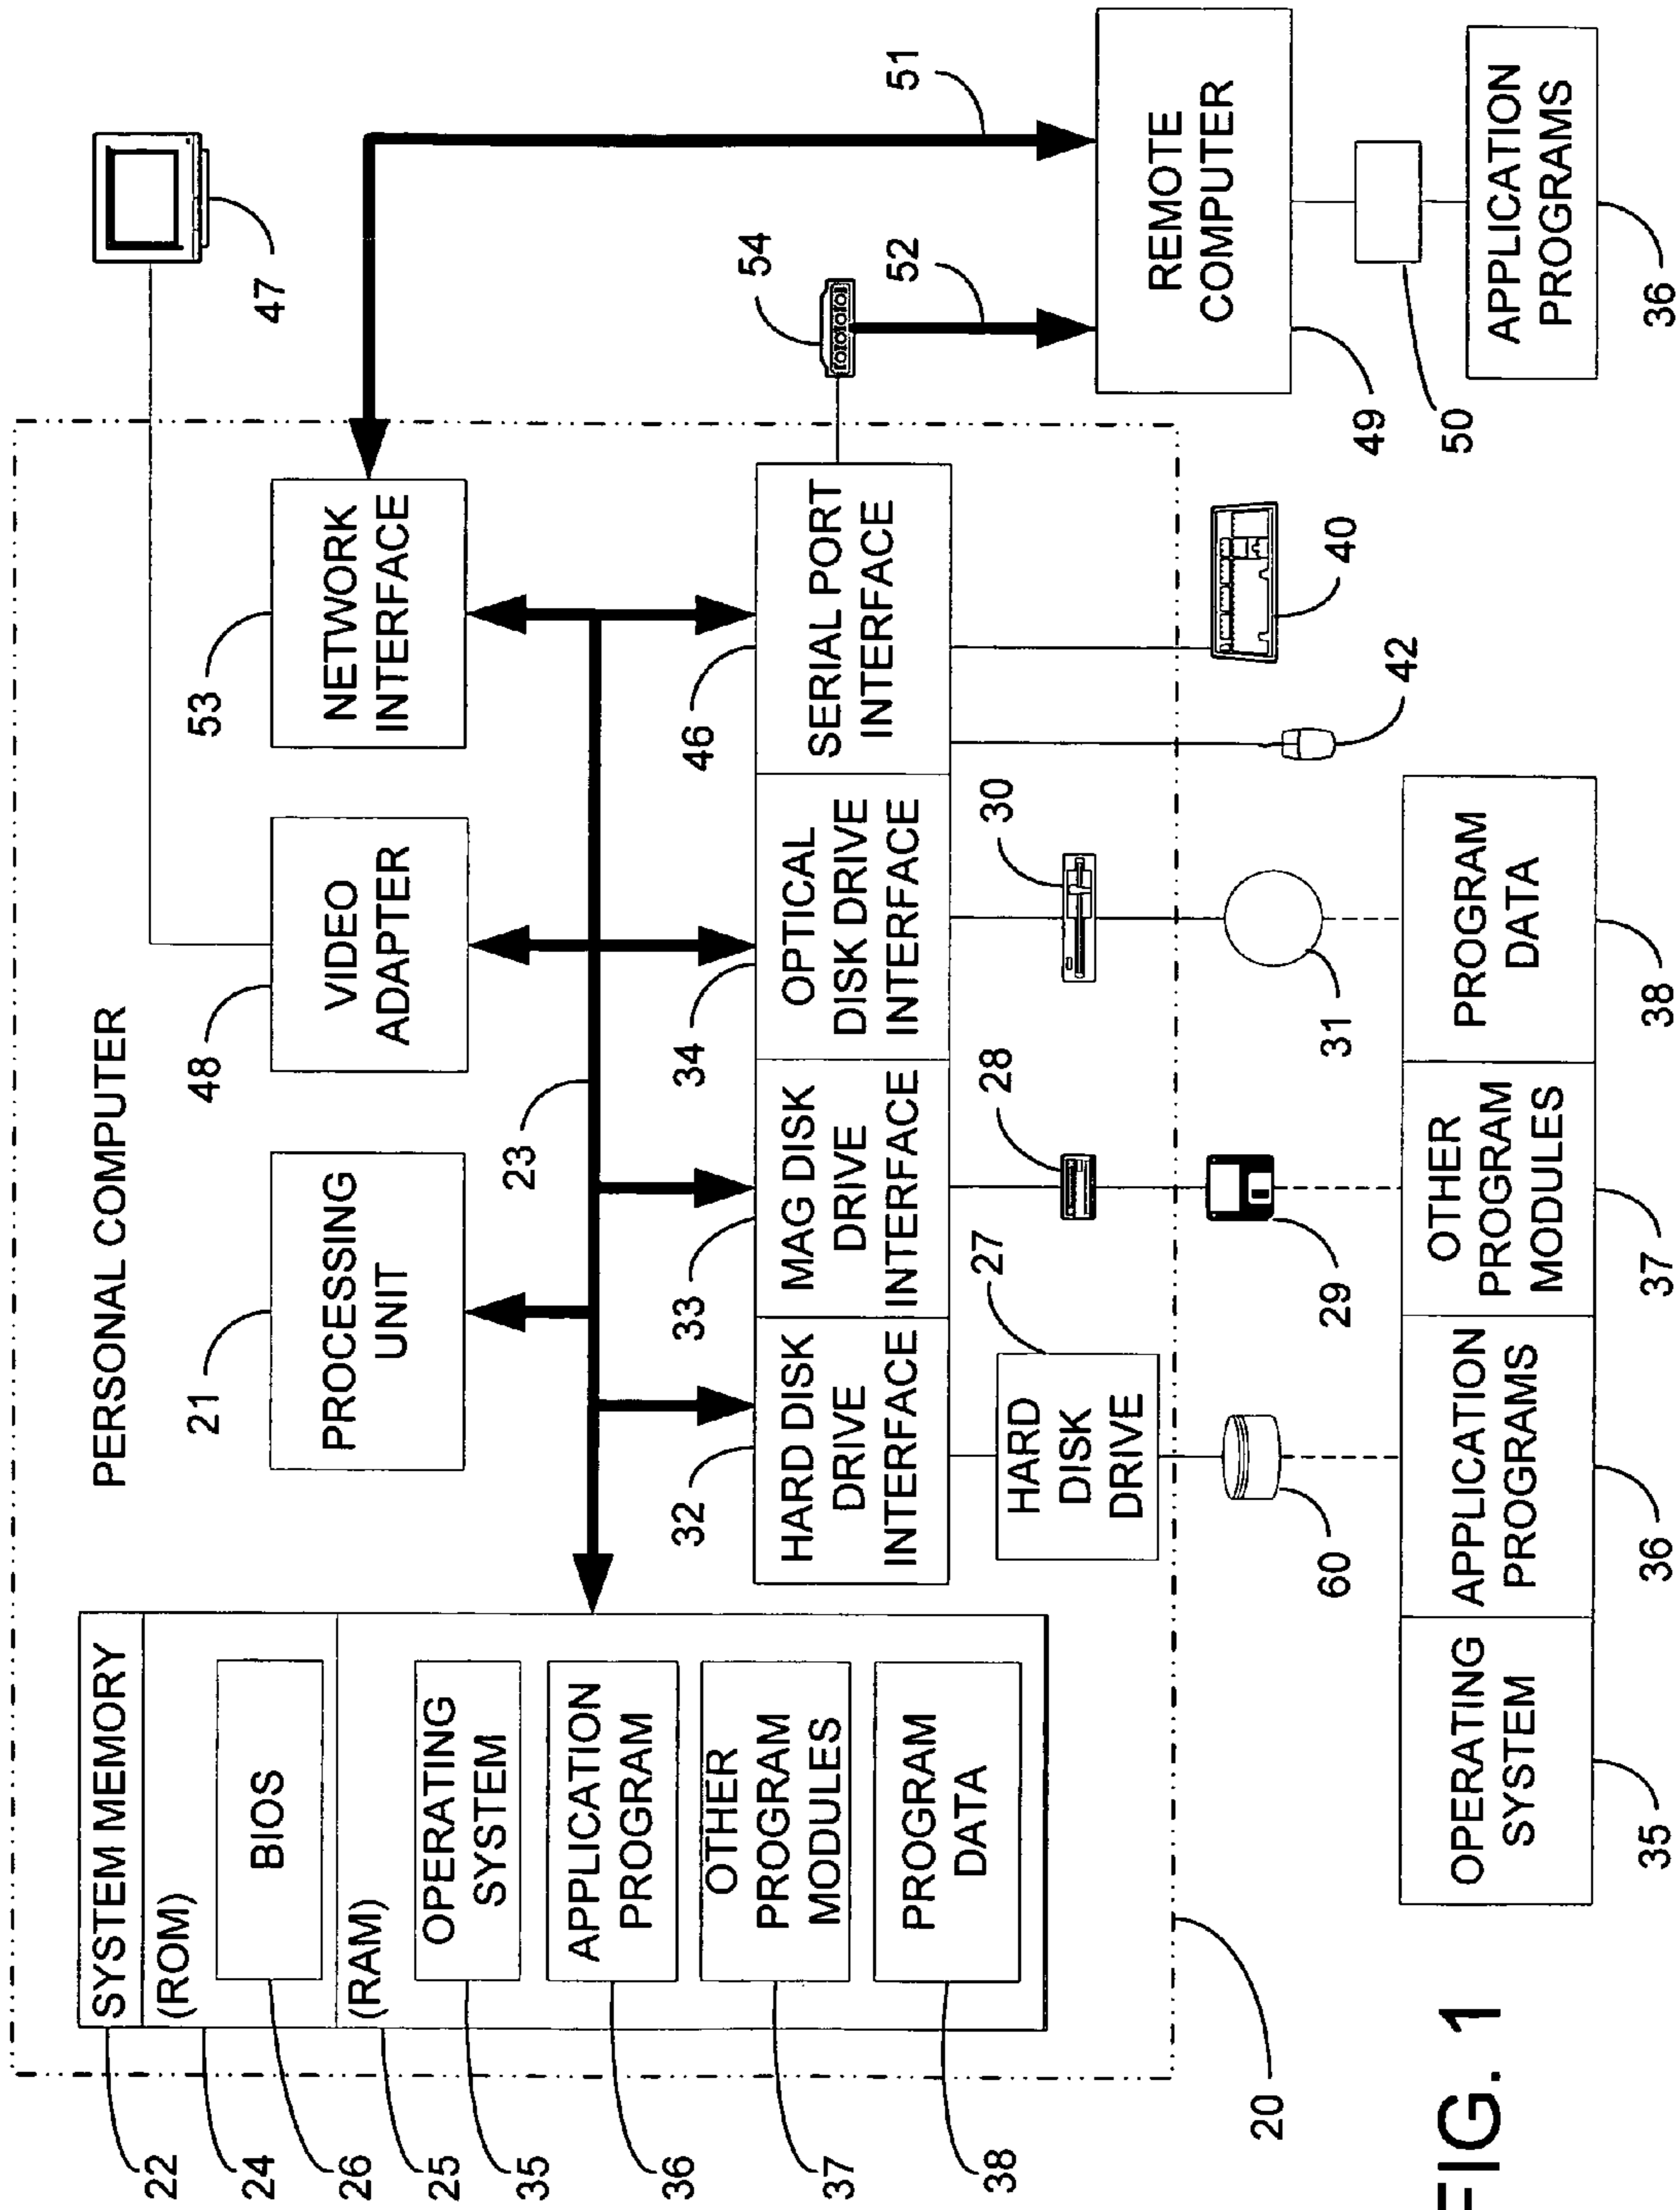 PERSONAL COMPUTER
22
24
26
25
35
36
37
38
SYSTEM MEMORY
(ROM)
BIOS
(RAM)
OPERATING
SYSTEM
APPLICATION
PROGRAM
OTHER
PROGRAM
MODULES
PROGRAM
DATA
21
PROCESSING
UNIT
48
VIDEO
ADAPTER
53
NETWORK
INTERFACE
47
23
32
33
34
46
HARD DISK
DRIVE
INTERFACE
MAG DISK
DRIVE
INTERFACE
OPTICAL
DISK DRIVE
INTERFACE
SERIAL PORT
INTERFACE
54
52
51
27
HARD
DISK
DRIVE
28
30
60
29
31
42
40
20
REMOTE
COMPUTER
49
50
APPLICATION
PROGRAMS
36
OPERATING
SYSTEM
APPLICATION
PROGRAMS
OTHER
PROGRAM
MODULES
PROGRAM
DATA
35
36
37
38
FIG. 1